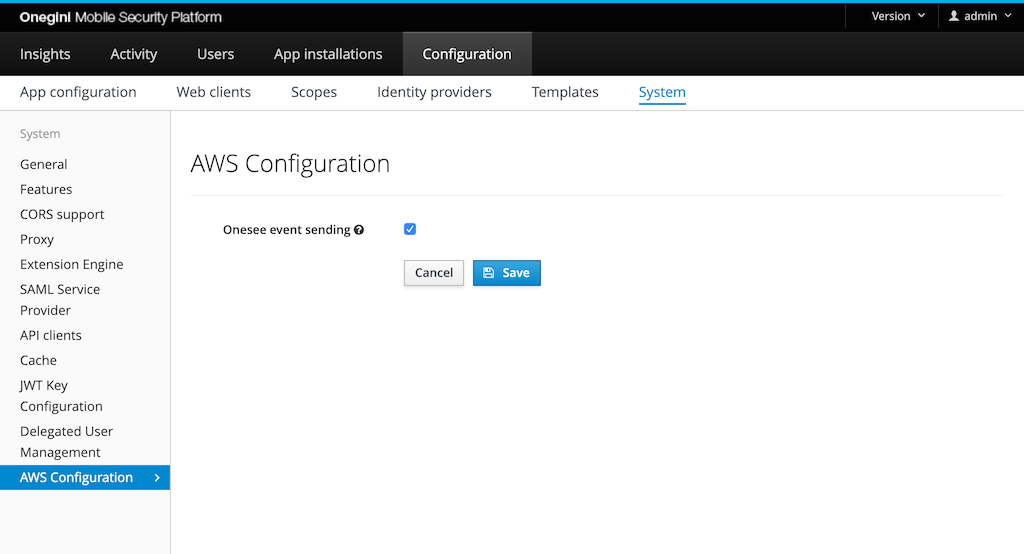 Onegini Mobile Security Platform
Version
admin
Insights
Activity
Users
App installations
Configuration
App configuration
Web clients
Scopes
Identity providers
Templates
System
System
General
Features
CORS support
Proxy
Extension Engine
SAML Service
Provider
API clients
Cache
JWT Key
Configuration
Delegated User
Management
AWS Configuration
AWS Configuration
Onesee event sending
Cancel
Save